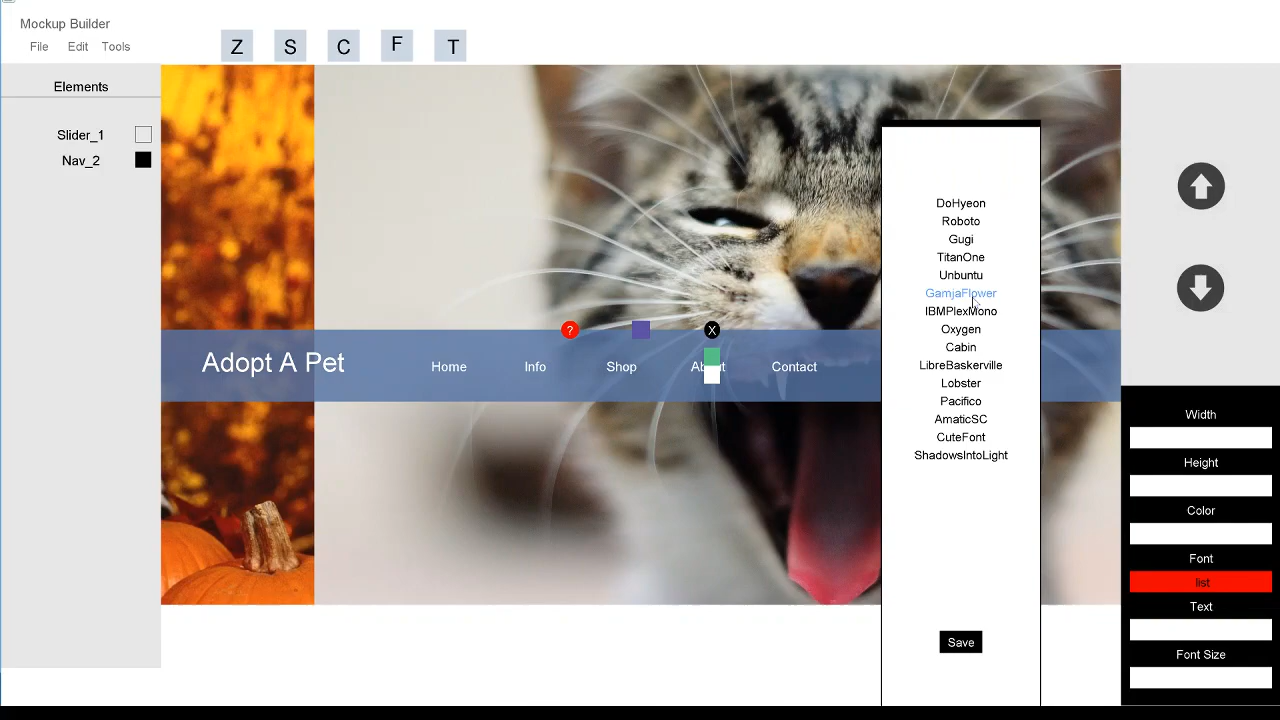 Mockup Builder
File Edit Tools
Z S C F T
Elements
Slider_1
Nav_2
DoHyeon
Roboto
Gugi
TitanOne
Unbuntu
GamjaFlower
IBMPlexMono
Oxygen
Cabin
LibreBaskerville
Lobster
Pacifico
AmaticSC
CuteFont
ShadowsIntoLight
Save
? X
Adopt A Pet Home Info Shop About Contact
Width
Height
Color
Font
list
Text
Font Size